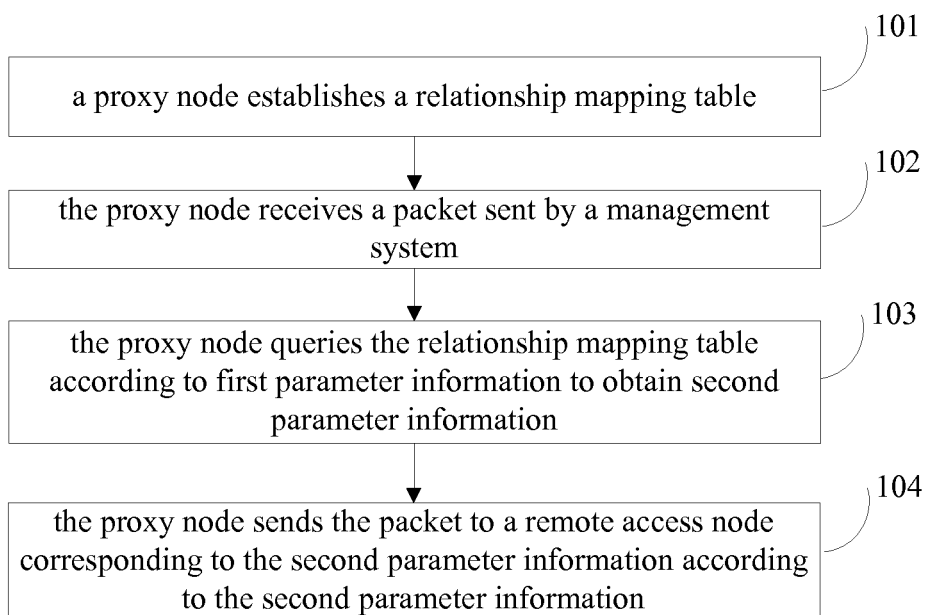 101
a proxy node establishes a relationship mapping table
102
the proxy node receives a packet sent by a management
system
103
the proxy node queries the relationship mapping table
according to first parameter information to obtain second
parameter information
104
the proxy node sends the packet to a remote access node
corresponding to the second parameter information according
to the second parameter information